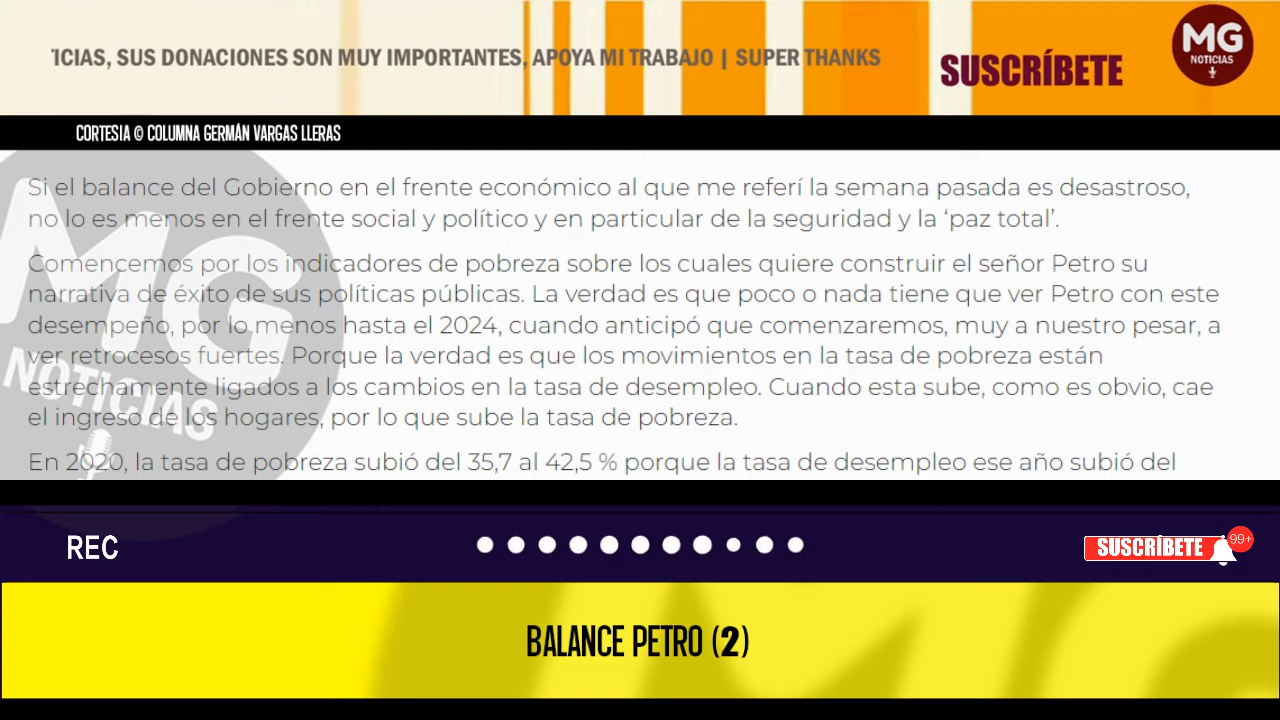 'ICIAS, SUS DONACIONES SON MUY IMPORTANTES, APOYA MI TRABAJO | SUPER THANKS
SUSCRÍBETE
MG
NOTICIAS
CORTESIA © COLUMNA GERMÁN VARGAS LLERAS
Si el balance del Gobierno en el frente económico al que me referí la semana pasada es desastroso,
no lo es menos en el frente social y político y en particular de la seguridad y la ‘paz total’.
Comencemos por los indicadores de pobreza sobre los cuales quiere construir el señor Petro su
narrativa de éxito de sus políticas públicas. La verdad es que poco o nada tiene que ver Petro con este
desempeño, por lo menos hasta el 2024, cuando anticipó que comenzaremos, muy a nuestro pesar, a
ver retrocesos fuertes. Porque la verdad es que los movimientos en la tasa de pobreza están
estrechamente ligados a los cambios en la tasa de desempleo. Cuando esta sube, como es obvio, cae
el ingreso de los hogares, por lo que sube la tasa de pobreza.
En 2020, la tasa de pobreza subió del 35,7 al 42,5 % porque la tasa de desempleo ese año subió del
MG
NOTICIAS
REC
SUSCRÍBETE
99+
BALANCE PETRO (2)